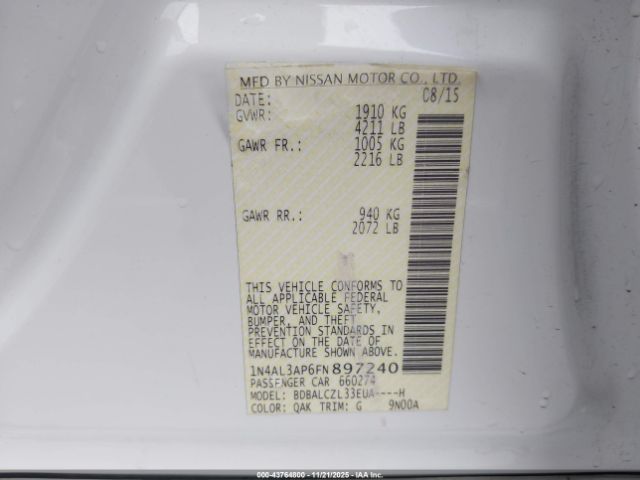 MFD BY NISSAN MOTOR CO., LTD.
DATE: 08/15
GVWR: 1910 KG
4211 LB
GAWR FR.: 1005 KG
2216 LB
GAWR RR.: 940 KG
2072 LB
THIS VEHICLE CONFORMS TO
ALL APPLICABLE FEDERAL
MOTOR VEHICLE SAFETY,
BUMPER, AND THEFT
PREVENTION STANDARDS IN
EFFECT ON THE DATE OF
MANUFACTURE SHOWN ABOVE.
1N4AL3AP6FN897240
PASSENGER CAR 660274
MODEL: BDBALCZL33EUA----H
COLOR: QAK TRIM: G 9N00A
000-43764800 - 11/21/2025 - IAAI.COM